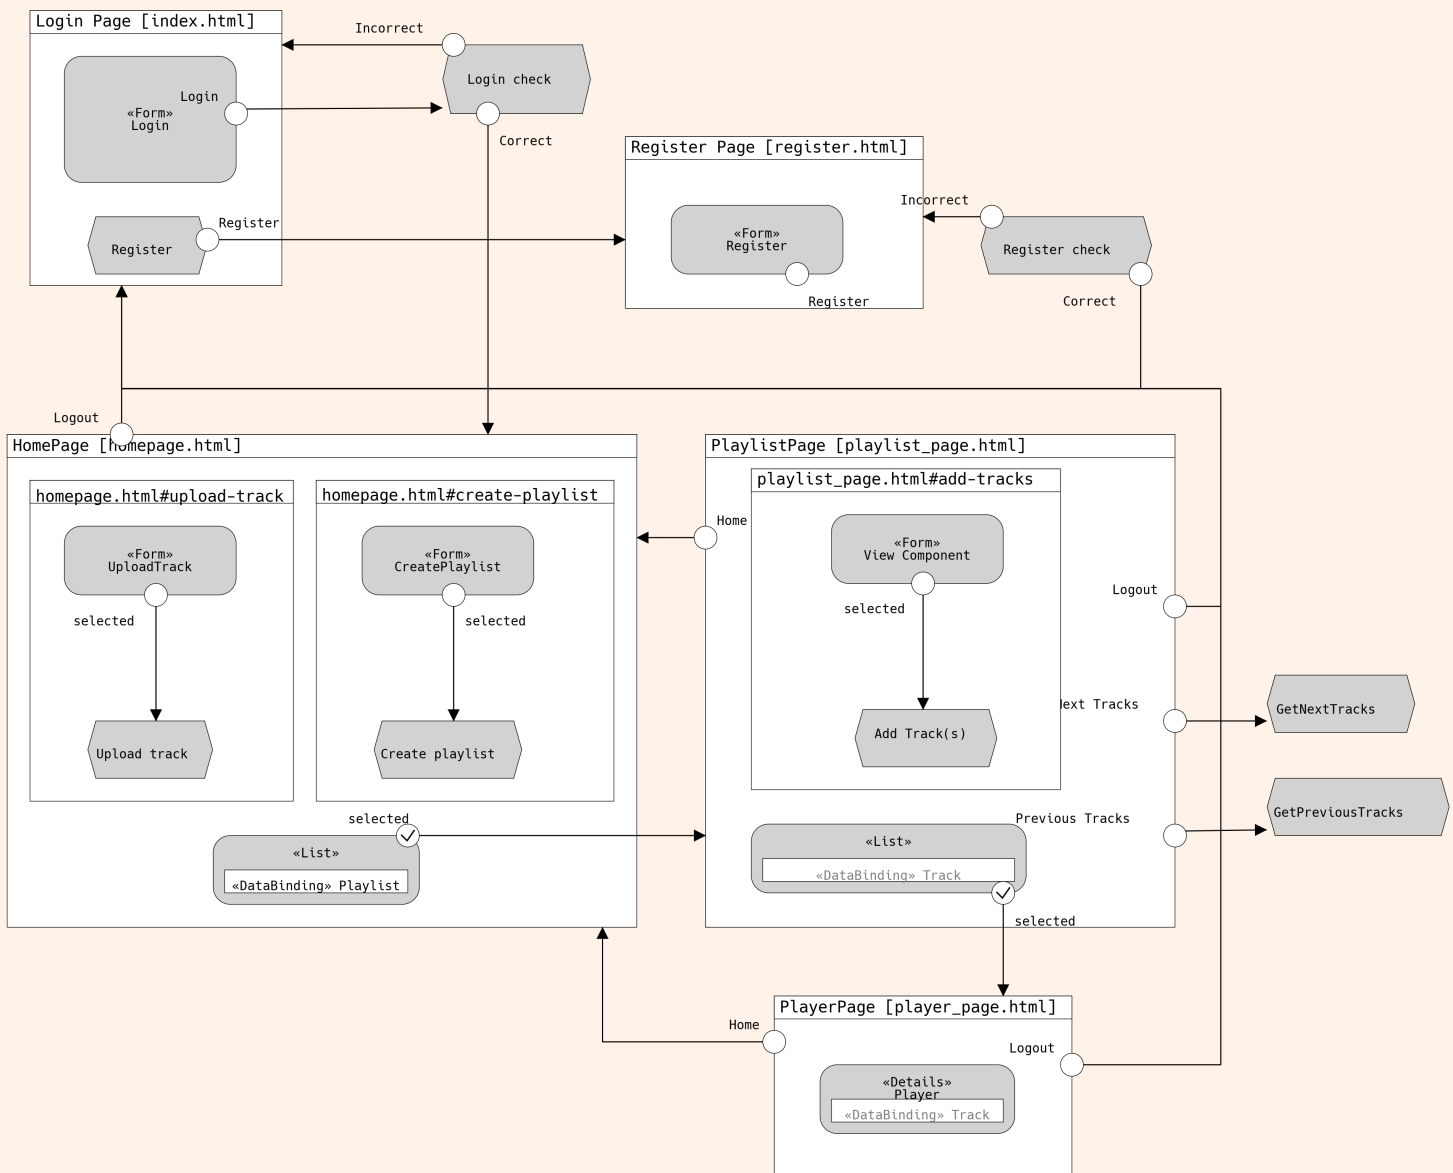 Login Page [index.html]
Incorrect
Login check
Login
«Form»
Login
Correct
Register Page [register.html]
Incorrect
Register
«Form»
Register
Register
Register check
Register
Correct
Logout
HomePage [homepage.html]
PlaylistPage [playlist_page.html]
homepage.html#upload-track
homepage.html#create-playlist
playlist_page.html#add-tracks
Home
«Form»
UploadTrack
«Form»
CreatePlaylist
«Form»
View Component
Logout
selected
selected
selected
Next Tracks
GetNextTracks
Upload track
Create playlist
Add Track(s)
selected
Previous Tracks
GetPreviousTracks
«List»
«DataBinding» Playlist
«List»
«DataBinding» Track
selected
PlayerPage [player_page.html]
Home
Logout
«Details»
Player
«DataBinding» Track